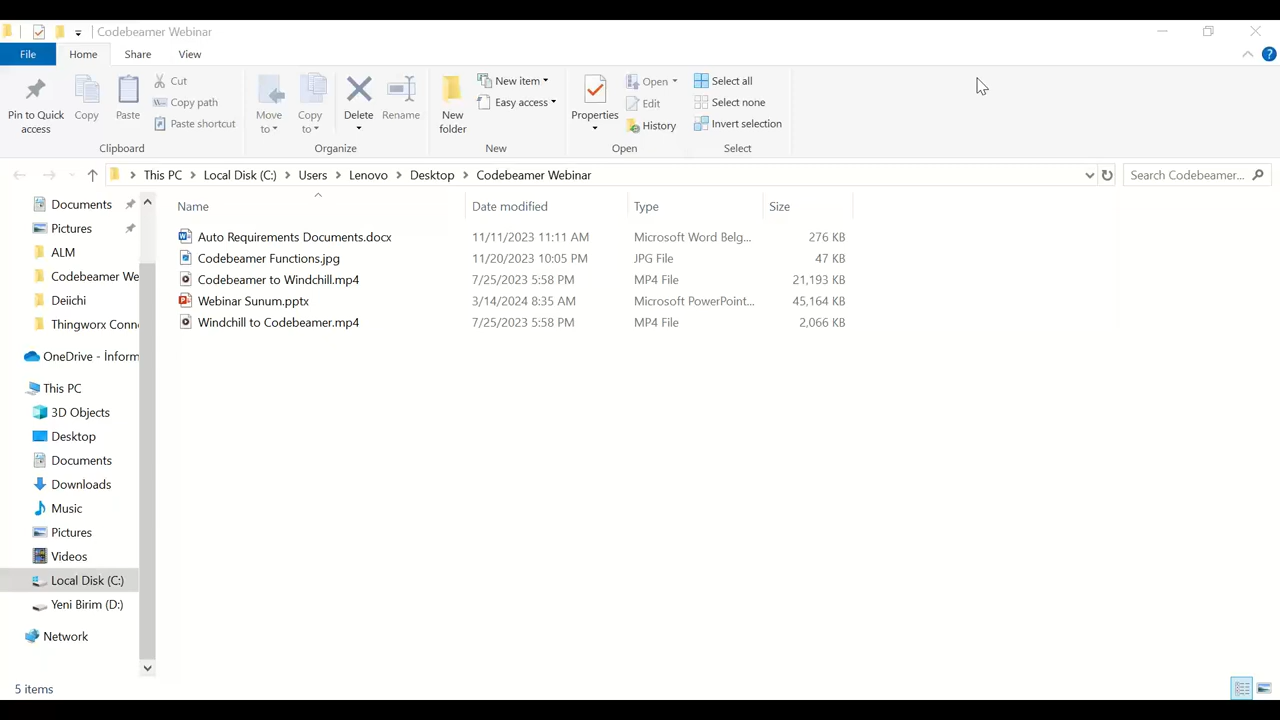 Codebeamer Webinar
File Home Share View
Pin to Quick access
Copy
Paste
Cut
Copy path
Paste shortcut
Clipboard
Move to
Copy to
Delete
Rename
Organize
New folder
New item
Easy access
New
Properties
Open
Edit
History
Open
Select all
Select none
Invert selection
Select
This PC Local Disk (C:) Users Lenovo Desktop Codebeamer Webinar
Search Codebeamer...
Name Date modified Type Size
Auto Requirements Documents.docx 11/11/2023 11:11 AM Microsoft Word Belg... 276 KB
Codebeamer Functions.jpg 11/20/2023 10:05 PM JPG File 47 KB
Codebeamer to Windchill.mp4 7/25/2023 5:58 PM MP4 File 21,193 KB
Webinar Sunum.pptx 3/14/2024 8:35 AM Microsoft PowerPoint... 45,164 KB
Windchill to Codebeamer.mp4 7/25/2023 5:58 PM MP4 File 2,066 KB
Documents
Pictures
ALM
Codebeamer We
Deiichi
Thingworx Conn
OneDrive - İnform
This PC
3D Objects
Desktop
Documents
Downloads
Music
Pictures
Videos
Local Disk (C:)
Yeni Birim (D:)
Network
5 items